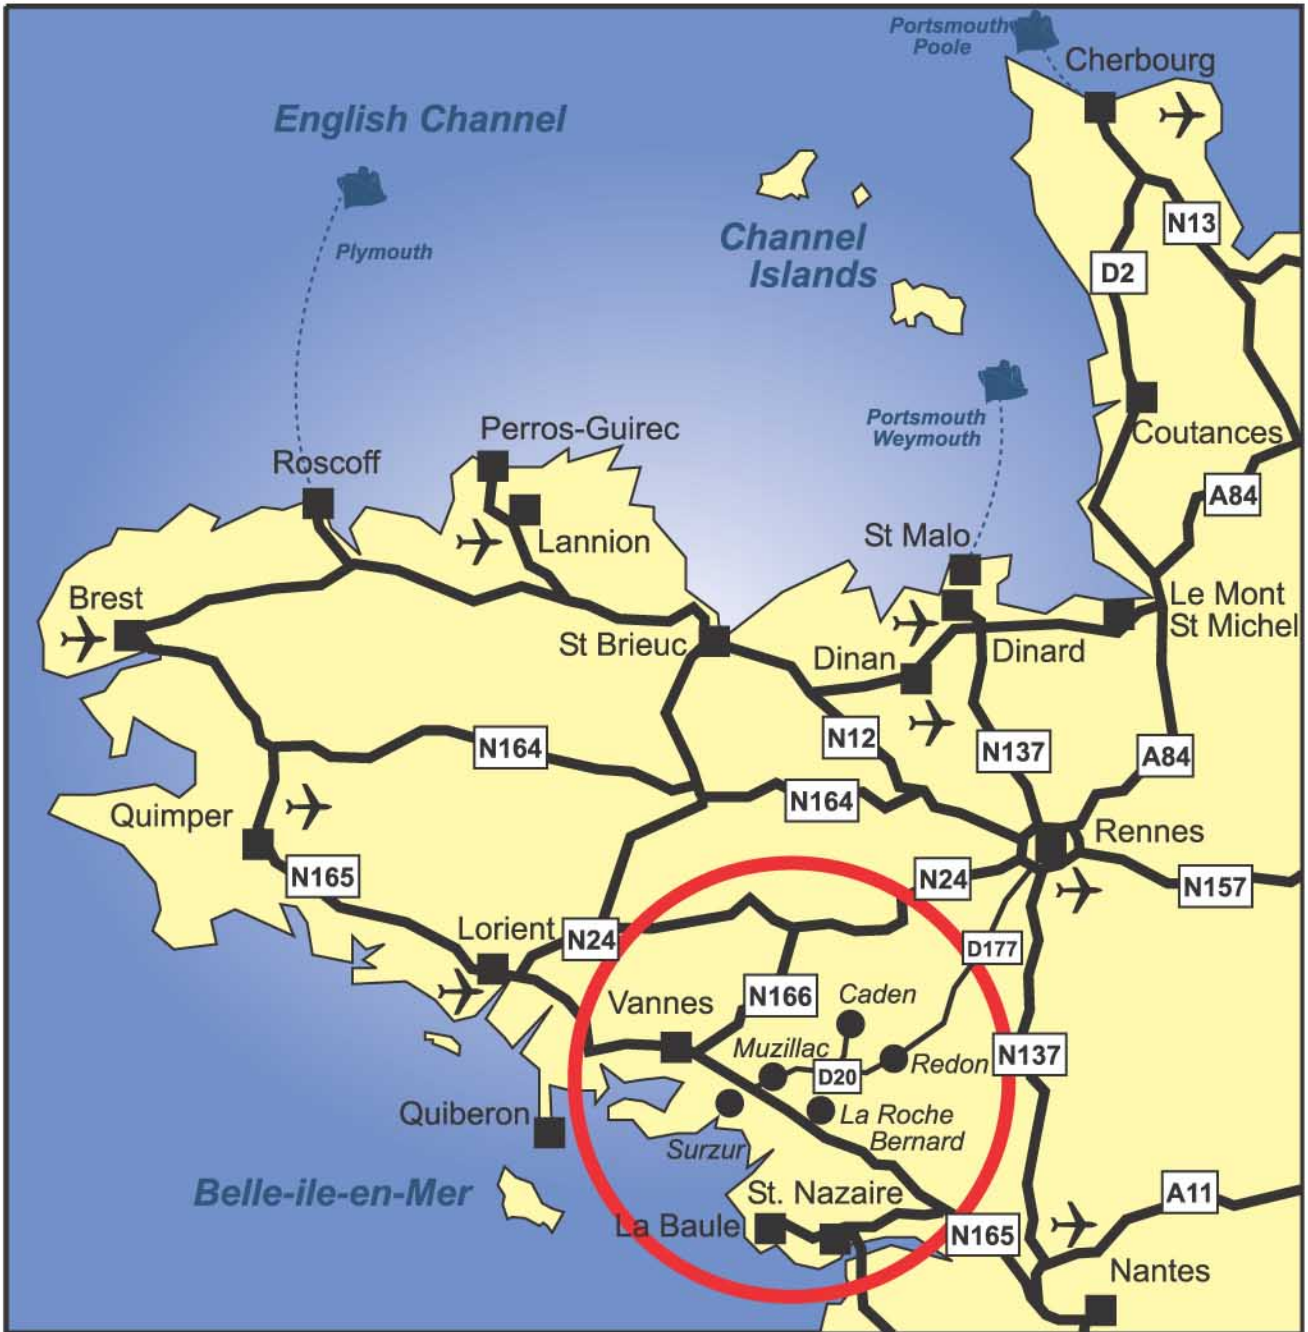 Portsmouth
Poole
Cherbourg
English Channel
N13
Channel
Islands
Plymouth
D2
Portsmouth
Weymouth
Perros-Guirec
Coutances
Roscoff
A84
St Malo
Lannion
Brest
Le Mont
St Michel
St Brieuc
Dinan
Dinard
N164
N12
N137
A84
N164
Quimper
Rennes
N165
N24
N157
Lorient
N24
D177
Vannes
N166
Caden
Muzillac
D20
Redon
N137
Quiberon
La Roche
Bernard
Surzur
Belle-ile-en-Mer
St. Nazaire
A11
La Baule
N165
Nantes